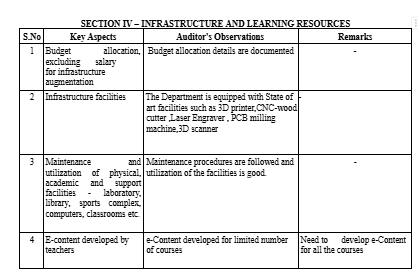 SECTION IV – INFRASTRUCTURE AND LEARNING RESOURCES
S.No Key Aspects Auditor's Observations Remarks
1 Budget allocation, Budget allocation details are documented -
excluding salary
for infrastructure
augmentation
2 Infrastructure facilities The Department is equipped with State of -
art facilities such as 3D printer,CNC-wood
cutter ,Laser Engraver , PCB milling
machine,3D scanner
3 Maintenance and Maintenance procedures are followed and -
utilization of physical, utilization of the facilities is good.
academic and support
facilities - laboratory,
library, sports complex,
computers, classrooms etc.
4 E-content developed by e-Content developed for limited number Need to develop e-Content
teachers of courses for all the courses